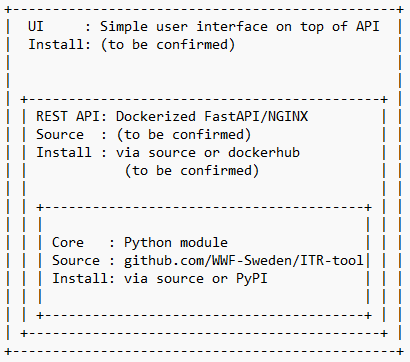 UI : Simple user interface on top of API
Install: (to be confirmed)
REST API: Dockerized FastAPI/NGINX
Source : (to be confirmed)
Install : via source or dockerhub
(to be confirmed)
Core : Python module
Source : github.com/WWF-Sweden/ITR-tool
Install: via source or PyPI